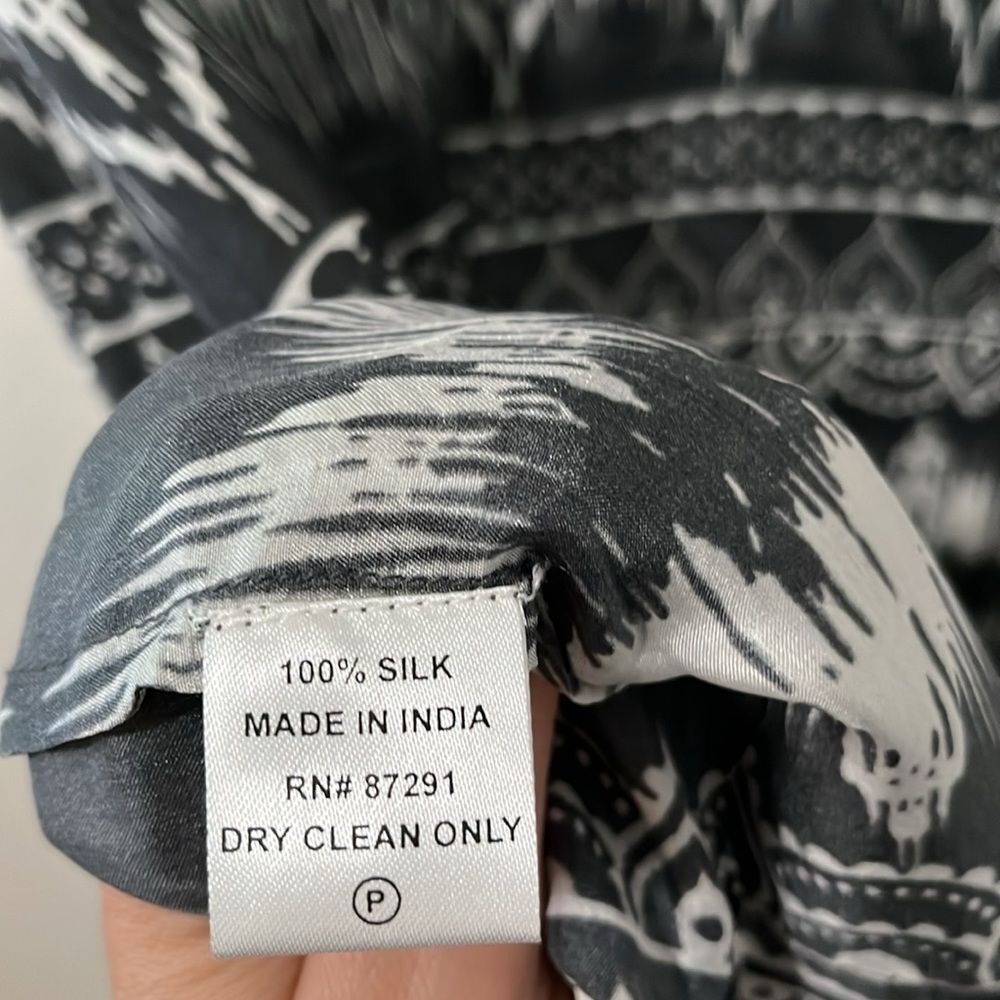 100% SILK
MADE IN INDIA
RN# 87291
DRY CLEAN ONLY
P